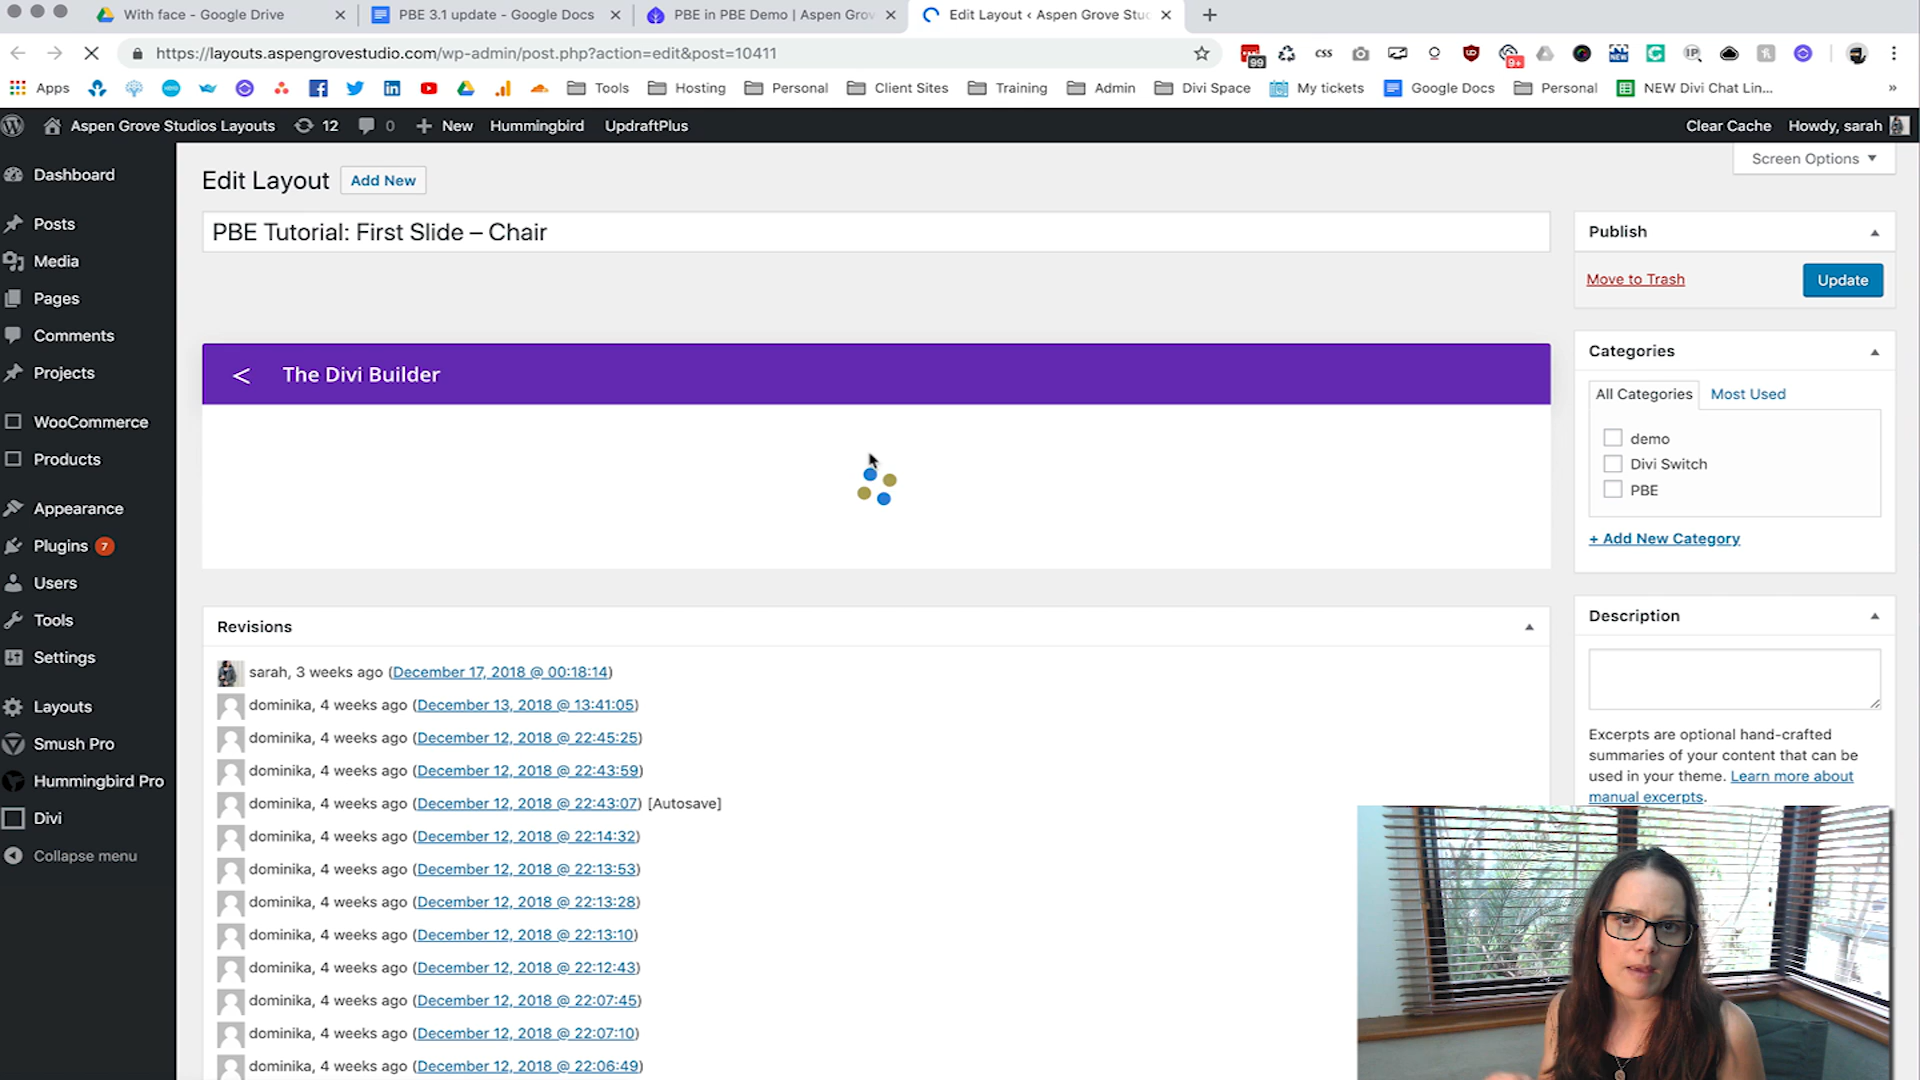 With face - Google Drive
PBE 3.1 update - Google Docs
PBE in PBE Demo | Aspen Grov
Edit Layout ‹ Aspen Grove Stud
https://layouts.aspengrovestudio.com/wp-admin/post.php?action=edit&post=10411
99
CSS
9+
NEW
IP
Apps
Tools
Hosting
Personal
Client Sites
Training
Admin
Divi Space
My tickets
Google Docs
Personal
NEW Divi Chat Lin...
»
Aspen Grove Studios Layouts
12
0
New
Hummingbird
UpdraftPlus
Clear Cache
Howdy, sarah
Screen Options
Dashboard
Posts
Media
Pages
Comments
Projects
WooCommerce
Products
Appearance
Plugins 7
Users
Tools
Settings
Layouts
Smush Pro
Hummingbird Pro
Divi
Collapse menu
Edit Layout
Add New
PBE Tutorial: First Slide – Chair
< The Divi Builder
Revisions
sarah, 3 weeks ago (December 17, 2018 @ 00:18:14)
dominika, 4 weeks ago (December 13, 2018 @ 13:41:05)
dominika, 4 weeks ago (December 12, 2018 @ 22:45:25)
dominika, 4 weeks ago (December 12, 2018 @ 22:43:59)
dominika, 4 weeks ago (December 12, 2018 @ 22:43:07) [Autosave]
dominika, 4 weeks ago (December 12, 2018 @ 22:14:32)
dominika, 4 weeks ago (December 12, 2018 @ 22:13:53)
dominika, 4 weeks ago (December 12, 2018 @ 22:13:28)
dominika, 4 weeks ago (December 12, 2018 @ 22:13:10)
dominika, 4 weeks ago (December 12, 2018 @ 22:12:43)
dominika, 4 weeks ago (December 12, 2018 @ 22:07:45)
dominika, 4 weeks ago (December 12, 2018 @ 22:07:10)
dominika, 4 weeks ago (December 12, 2018 @ 22:06:49)
Publish
Move to Trash
Update
Categories
All Categories
Most Used
demo
Divi Switch
PBE
+ Add New Category
Description
Excerpts are optional hand-crafted
summaries of your content that can be
used in your theme. Learn more about
manual excerpts.